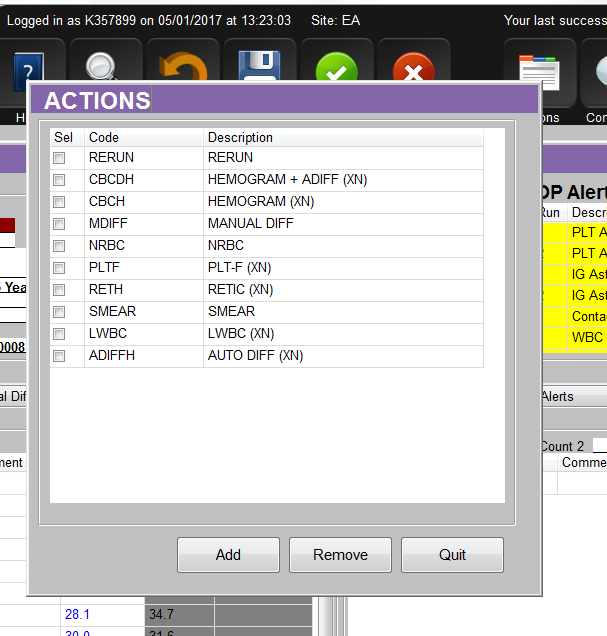 Logged in as K357899 on 05/01/2017 at 13:23:03 Site: EA Your last success
?
H
ons
Con
ACTIONS
Sel Code Description
RERUN RERUN
CBCDH HEMOGRAM + ADIFF (XN)
CBCH HEMOGRAM (XN)
MDIFF MANUAL DIFF
NRBC NRBC
PLTF PLT-F (XN)
RETH RETIC (XN)
SMEAR SMEAR
LWBC LWBC (XN)
ADIFFH AUTO DIFF (XN)
Add Remove Quit
OP Alert
Run Descri
PLT A
PLT A
IG Ast
IG Ast
Conta
WBC
Yea
0008
al Dif
Alerts
Count 2
ment
Comme
28.1 34.7
30.0 31.6